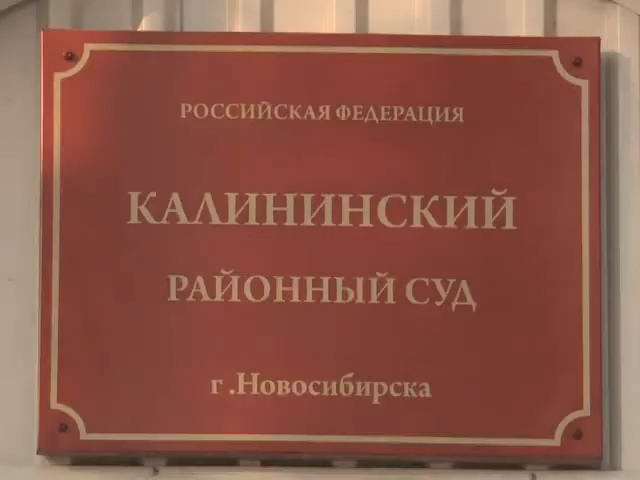 РОССИЙСКАЯ ФЕДЕРАЦИЯ
КАЛИНИНСКИЙ
РАЙОННЫЙ СУД
г .Новосибирска